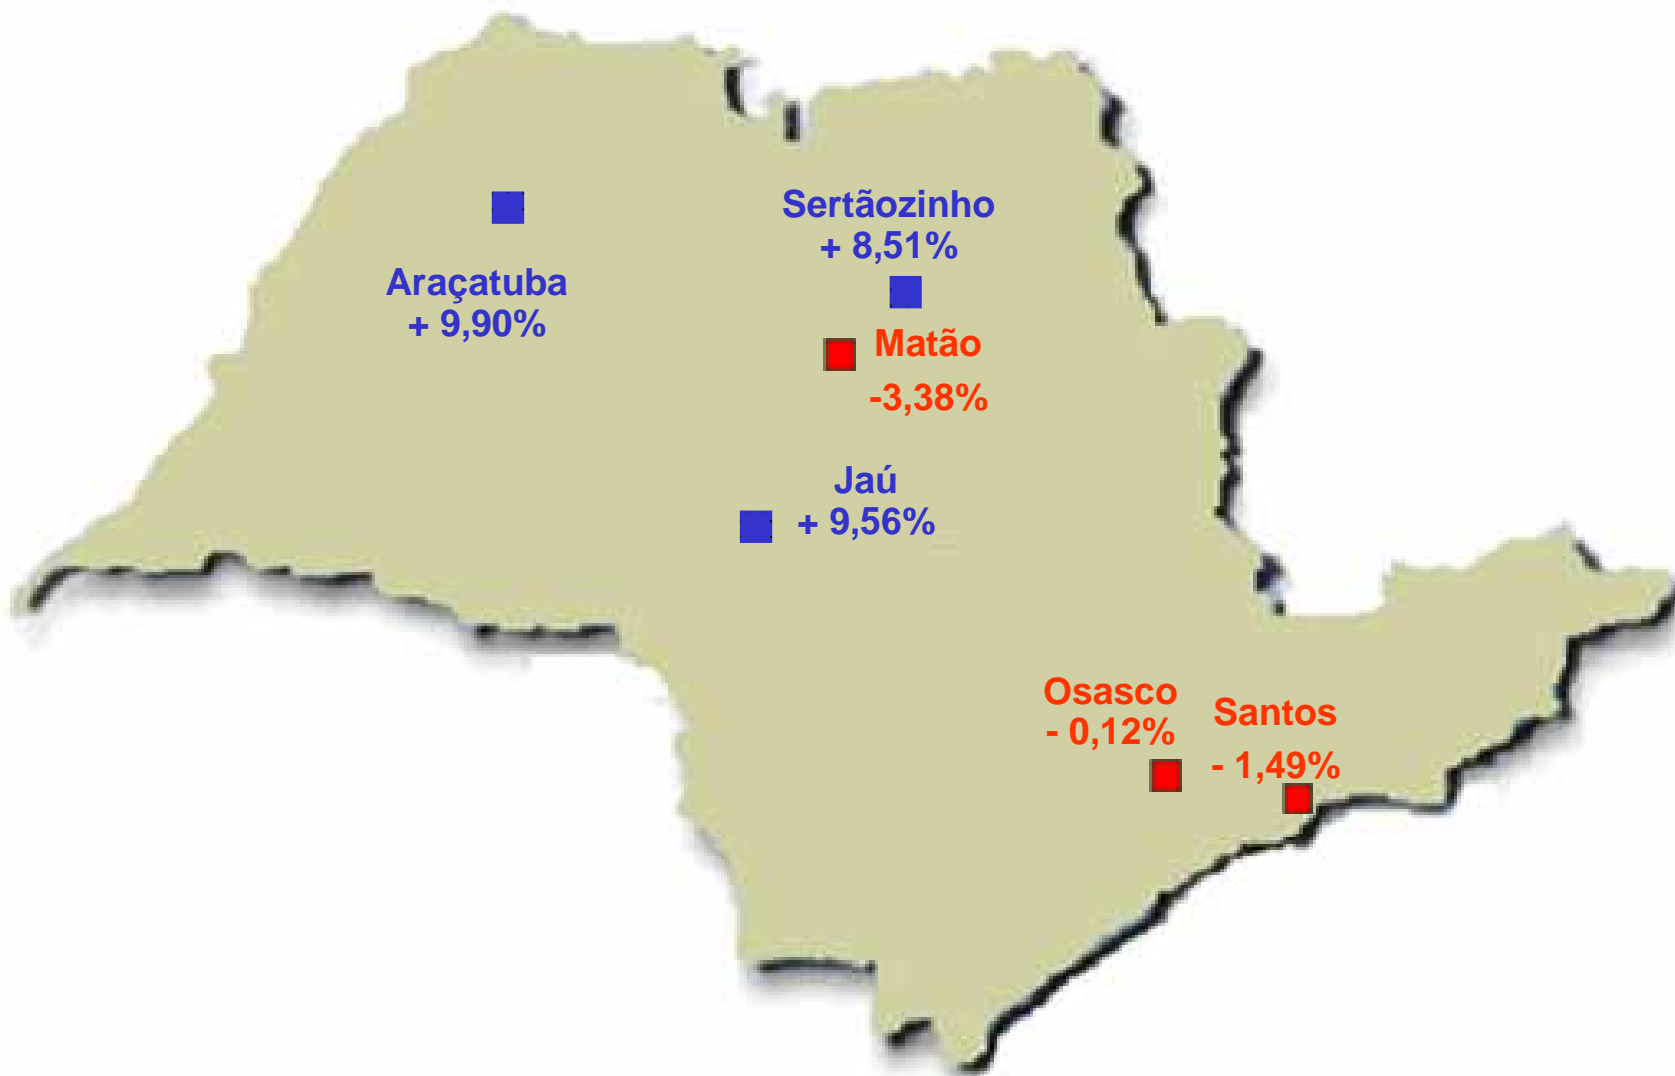 Sertãozinho
+ 8,51%
Araçatuba
+ 9,90%
Matão
-3,38%
Jaú
+ 9,56%
Osasco
- 0,12%
Santos
- 1,49%